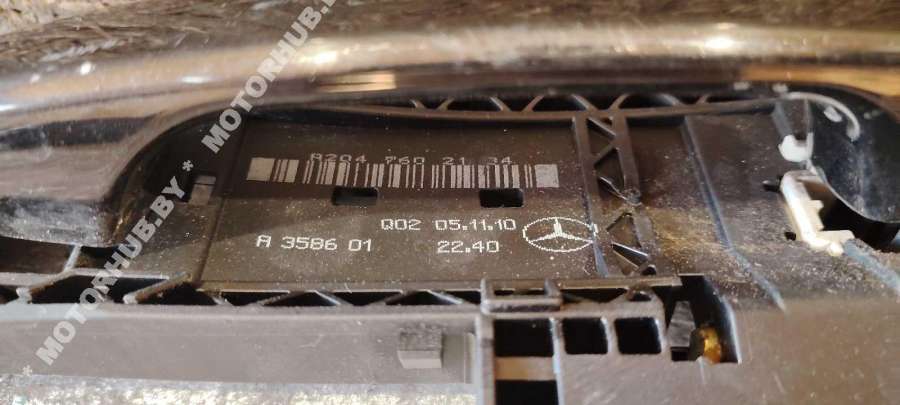 MOTORHUB.BY * MOTORHUB.BY
A204 760 21 34
Q02 05.11.10
A 3586 01
22.40
* MOTORHUB.BY